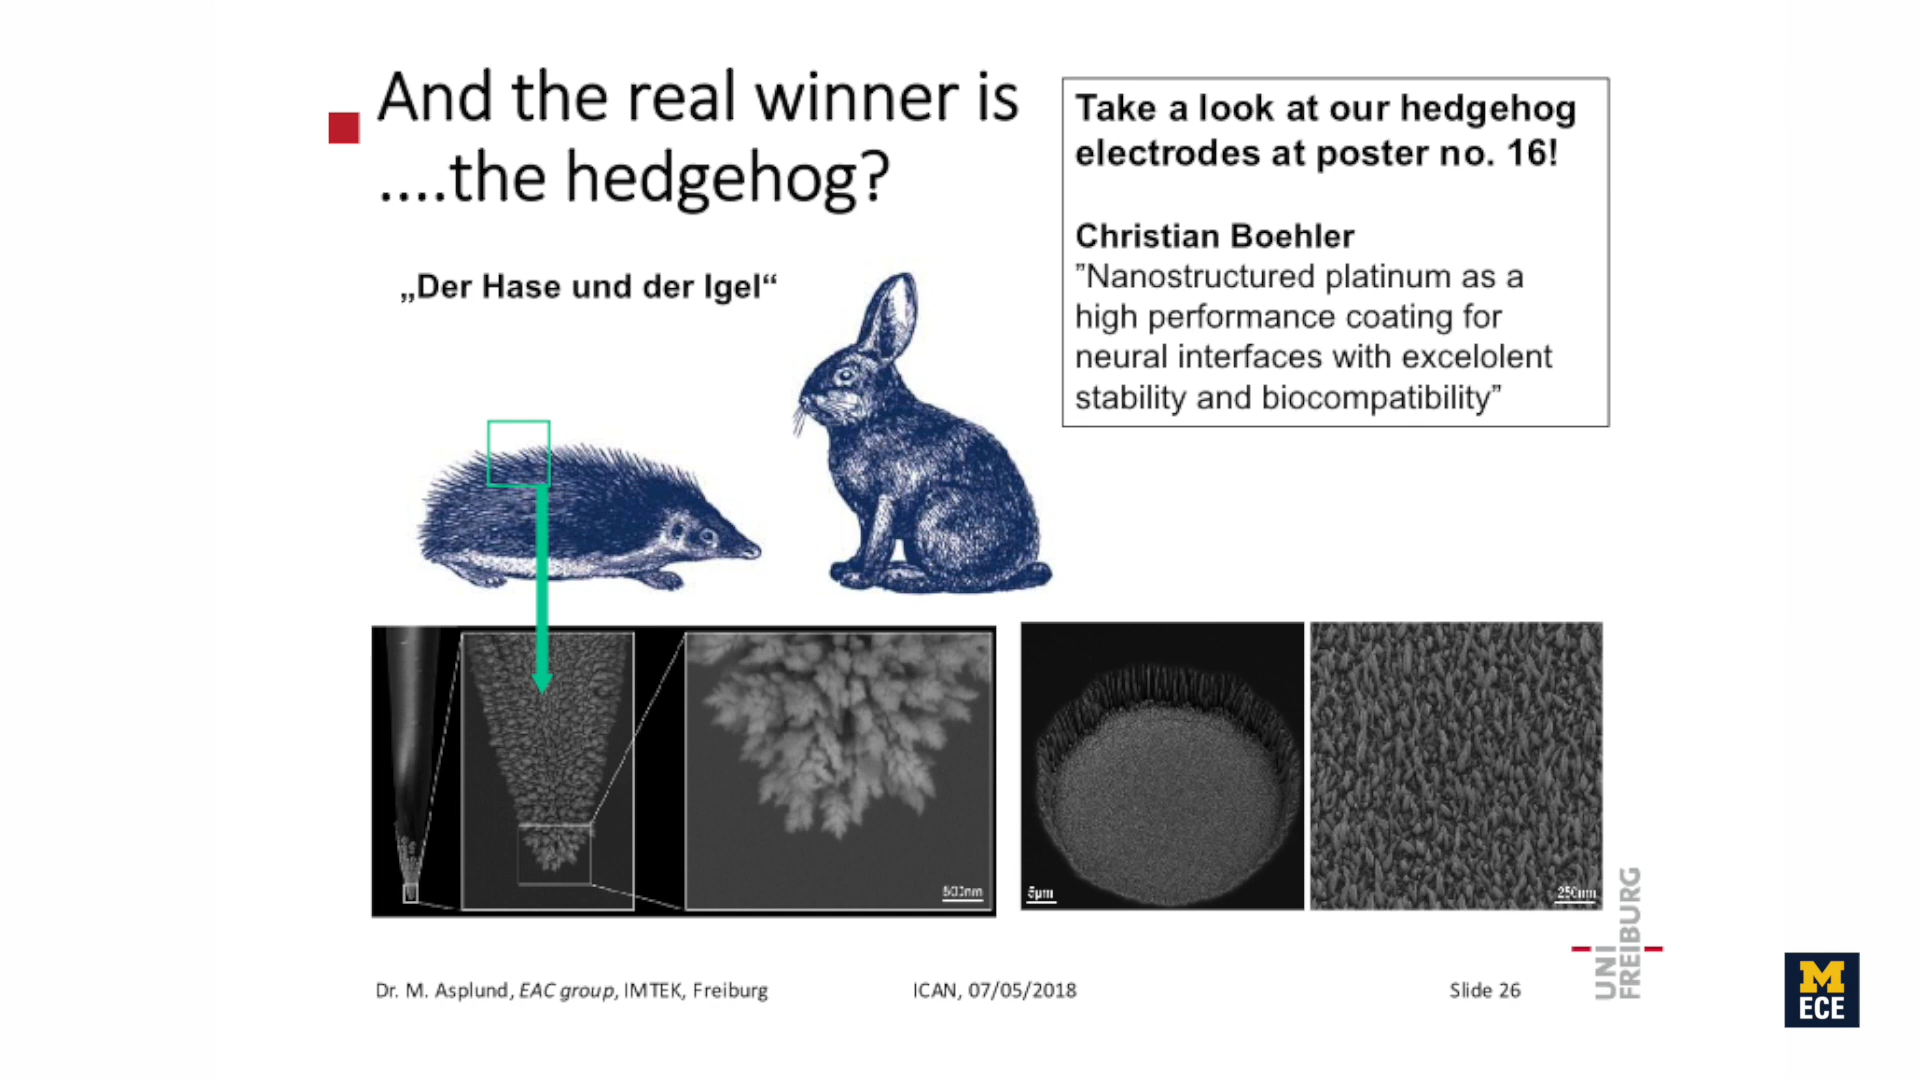 And the real winner is
....the hedgehog?
Take a look at our hedgehog
electrodes at poster no. 16!
Christian Boehler
”Nanostructured platinum as a
high performance coating for
neural interfaces with excelolent
stability and biocompatibility”
„Der Hase und der Igel“
500nm
5µm
250nm
UNI
FREIBURG
Dr. M. Asplund, EAC group, IMTEK, Freiburg
ICAN, 07/05/2018
Slide 26
M
ECE